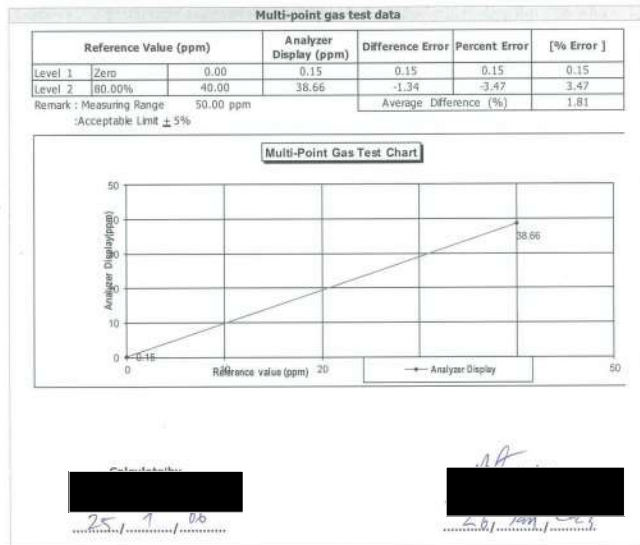 Multi-point gas test data
Reference Value (ppm) Analyzer Display (ppm) Difference Error Percent Error [% Error ]
Level 1 Zero 0.00 0.15 0.15 0.15 0.15
Level 2 80.00% 40.00 38.66 -1.34 -3.47 3.47
Remark : Measuring Range 50.00 ppm Average Difference (%) 1.81
:Acceptable Limit ± 5%
Multi-Point Gas Test Chart
50
40
30
20
10
0
Analyzer Display(ppm)
38.66
0.15
0 10 20 50
Reference value (ppm)
Analyzer Display
25 / 1 / 06